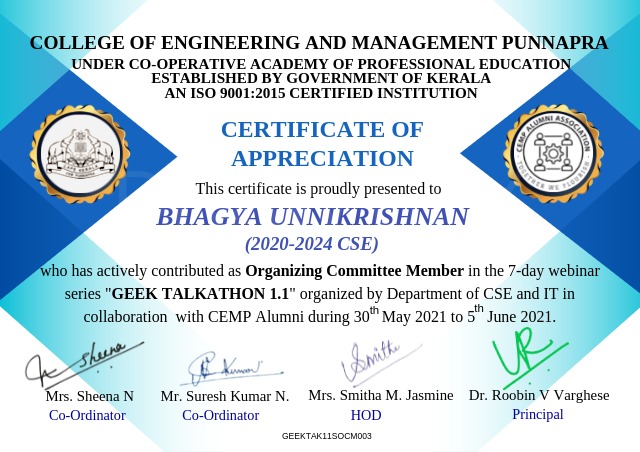 COLLEGE OF ENGINEERING AND MANAGEMENT PUNNAPRA
UNDER CO-OPERATIVE ACADEMY OF PROFESSIONAL EDUCATION
ESTABLISHED BY GOVERNMENT OF KERALA
AN ISO 9001:2015 CERTIFIED INSTITUTION
CEMP ALUMNI ASSOCIATION
TOGETHER WE FLOURISH
CERTIFICATE OF
APPRECIATION
This certificate is proudly presented to
BHAGYA UNNIKRISHNAN
(2020-2024 CSE)
who has actively contributed as Organizing Committee Member in the 7-day webinar
series "GEEK TALKATHON 1.1" organized by Department of CSE and IT in
collaboration with CEMP Alumni during 30th May 2021 to 5th June 2021.
Sheena Kumar Smitha
Mrs. Sheena N Mr. Suresh Kumar N. Mrs. Smitha M. Jasmine Dr. Roobin V Varghese
Co-Ordinator Co-Ordinator HOD Principal
GEEKTAK11SOCM003